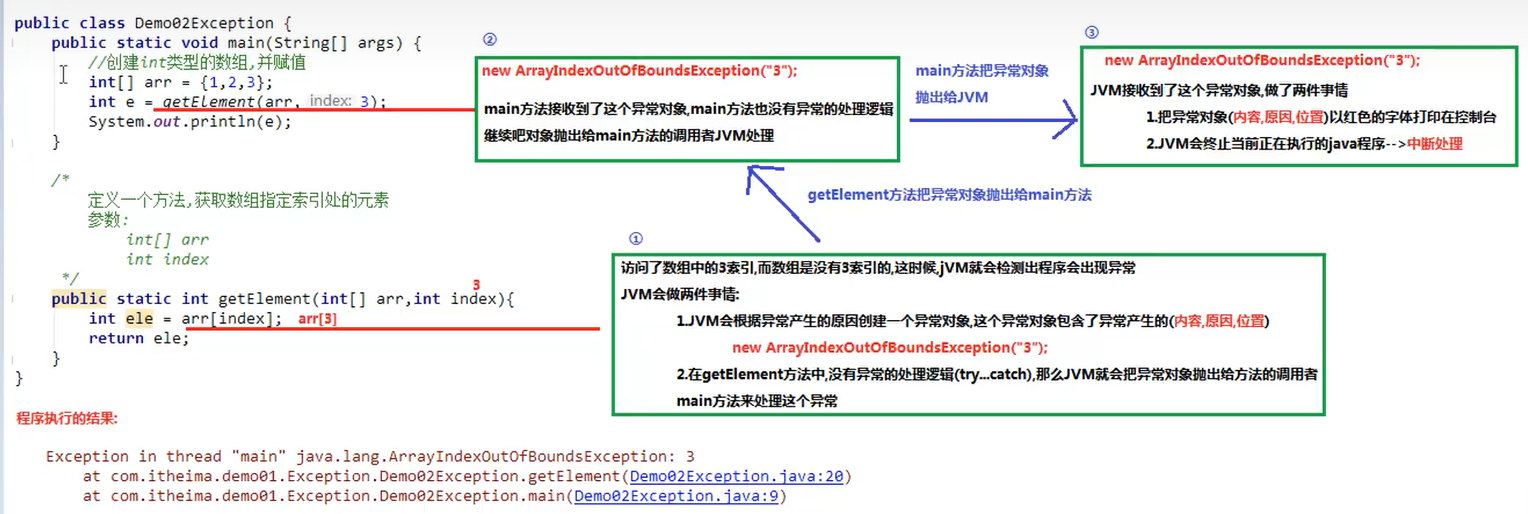 public class Demo02Exception {
public static void main(String[] args) {
//创建int类型的数组,并赋值
int[] arr = {1,2,3};
int e = getElement(arr, index: 3);
System.out.println(e);
}
/*
定义一个方法,获取数组指定索引处的元素
参数:
int[] arr
int index
*/
3
public static int getElement(int[] arr,int index){
int ele = arr[index]; arr[3]
return ele;
}
}
①
访问了数组中的3索引,而数组是没有3索引的,这时候,jVM就会检测出程序会出现异常
JVM会做两件事情:
1.JVM会根据异常产生的原因创建一个异常对象,这个异常对象包含了异常产生的(内容,原因,位置)
new ArrayIndexOutOfBoundsException("3");
2.在getElement方法中,没有异常的处理逻辑(try...catch),那么JVM就会把异常对象抛出给方法的调用者
main方法来处理这个异常
getElement方法把异常对象抛出给main方法
②
new ArrayIndexOutOfBoundsException("3");
main方法接收到了这个异常对象,main方法也没有异常的处理逻辑
继续吧对象抛出给main方法的调用者JVM处理
main方法把异常对象
抛出给JVM
③
new ArrayIndexOutOfBoundsException("3");
JVM接收到了这个异常对象,做了两件事情
1.把异常对象(内容,原因,位置)以红色的字体打印在控制台
2.JVM会终止当前正在执行的java程序-->中断处理
程序执行的结果:
Exception in thread "main" java.lang.ArrayIndexOutOfBoundsException: 3
at com.itheima.demo01.Exception.Demo02Exception.getElement(Demo02Exception.java:20)
at com.itheima.demo01.Exception.Demo02Exception.main(Demo02Exception.java:9)